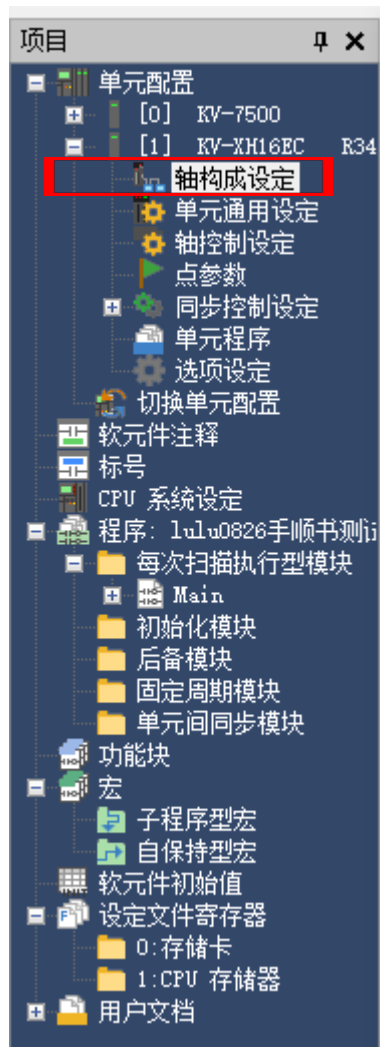 项目
单元配置
[0] KV-7500
[1] KV-XH16EC R34
轴构成设定
单元通用设定
轴控制设定
点参数
同步控制设定
单元程序
选项设定
切换单元配置
软元件注释
标号
CPU 系统设定
程序: lulu0826手顺书测试
每次扫描执行型模块
Main
初始化模块
后备模块
固定周期模块
单元间同步模块
功能块
宏
子程序型宏
自保持型宏
软元件初始值
设定文件寄存器
0:存储卡
1:CPU 存储器
用户文档